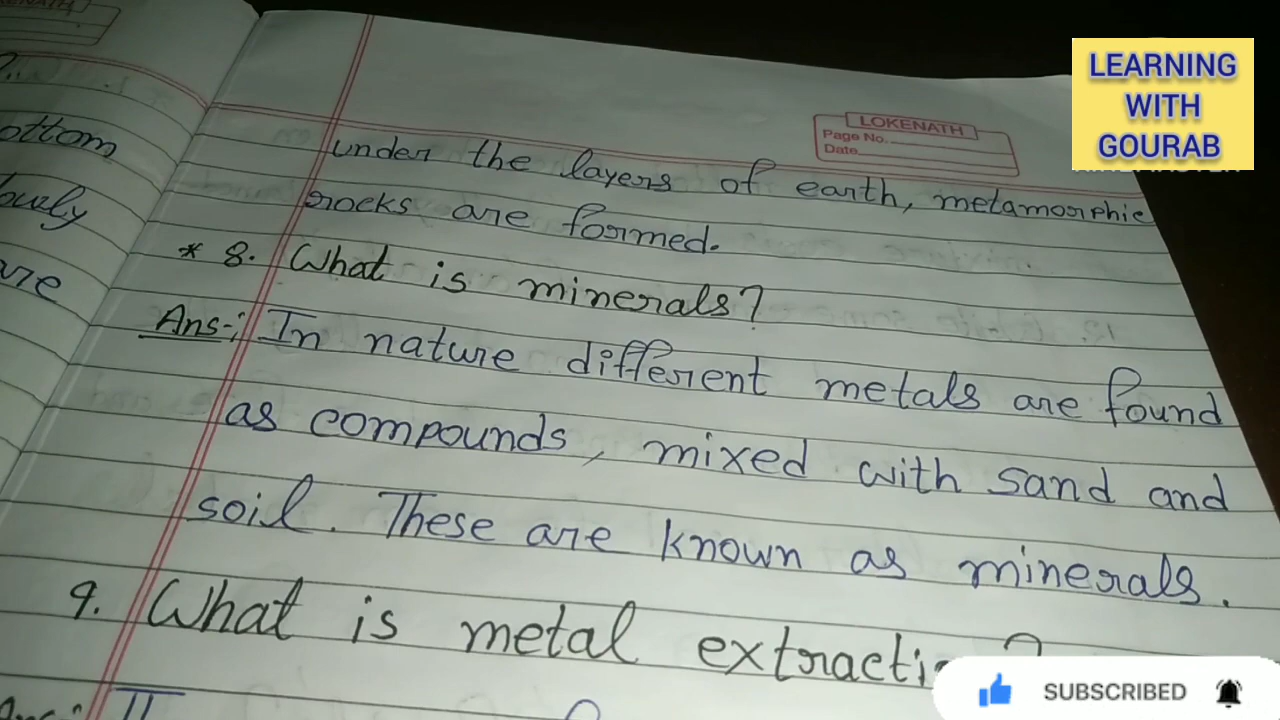 ottom
are
LOKENATH
Page No.
Date
under the layers of earth, metamorphic
rocks are formed.
* 8. What is minerals?
Ans-: In nature different metals are found
as compounds, mixed with sand and
soil. These are known as minerals.
9. What is metal
LEARNING
WITH
GOURAB
SUBSCRIBED